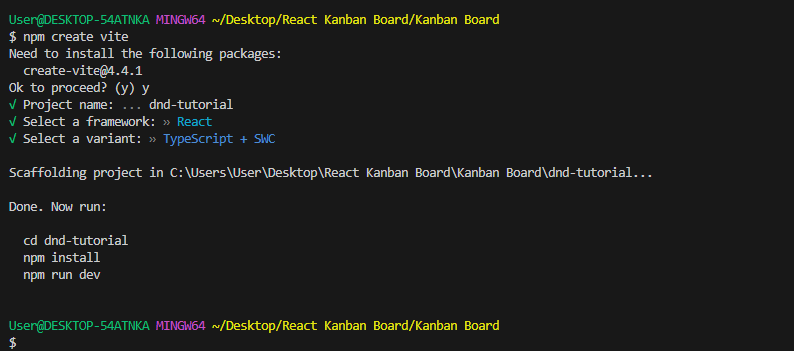 User@DESKTOP-54ATNKA MINGW64 ~/Desktop/React Kanban Board/Kanban Board
$ npm create vite
Need to install the following packages:
  create-vite@4.4.1
Ok to proceed? (y) y
√ Project name: ... dnd-tutorial
√ Select a framework: » React
√ Select a variant: » TypeScript + SWC
Scaffolding project in C:\Users\User\Desktop\React Kanban Board\Kanban Board\dnd-tutorial...
Done. Now run:
  cd dnd-tutorial
  npm install
  npm run dev
User@DESKTOP-54ATNKA MINGW64 ~/Desktop/React Kanban Board/Kanban Board
$